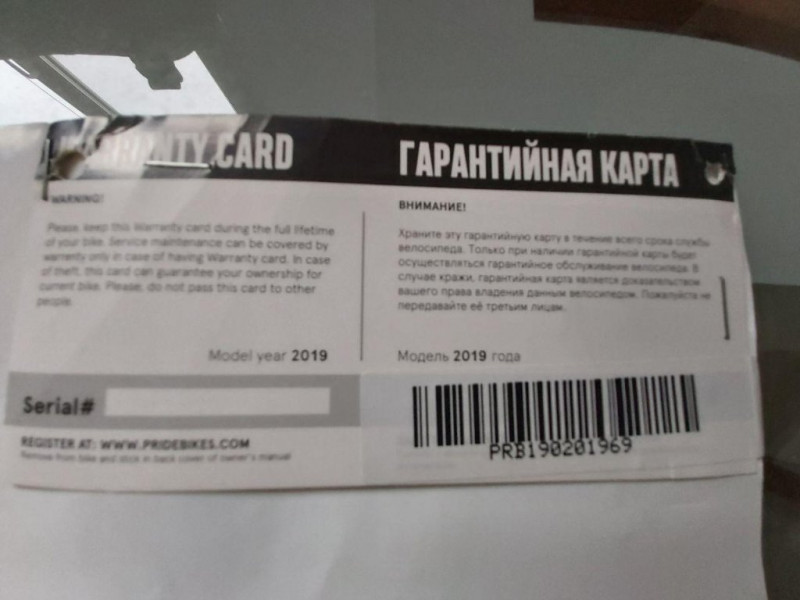 WARRANTY CARD
WARNING!
Please keep this Warranty card during the full lifetime
of your bike. Service maintenance can be covered by
warranty only in case of having Warranty card. In case
of theft, this card can guarantee your ownership for
current bike. Please, do not pass this card to other
people.
Model year 2019
Serial#
REGISTER AT: WWW.PRIDEBIKES.COM
Remove from bike and stick in back cover of owner's manual
ГАРАНТИЙНАЯ КАРТА
ВНИМАНИЕ!
Храните эту гарантийную карту в течение всего срока службы
велосипеда. Только при наличии гарантийной карты будет
осуществляться гарантийное обслуживание велосипеда. В
случае кражи, гарантийная карта является доказательством
вашего права владения данным велосипедом. Пожалуйста не
передавайте её третьим лицам.
Модель 2019 года
PRB190201969